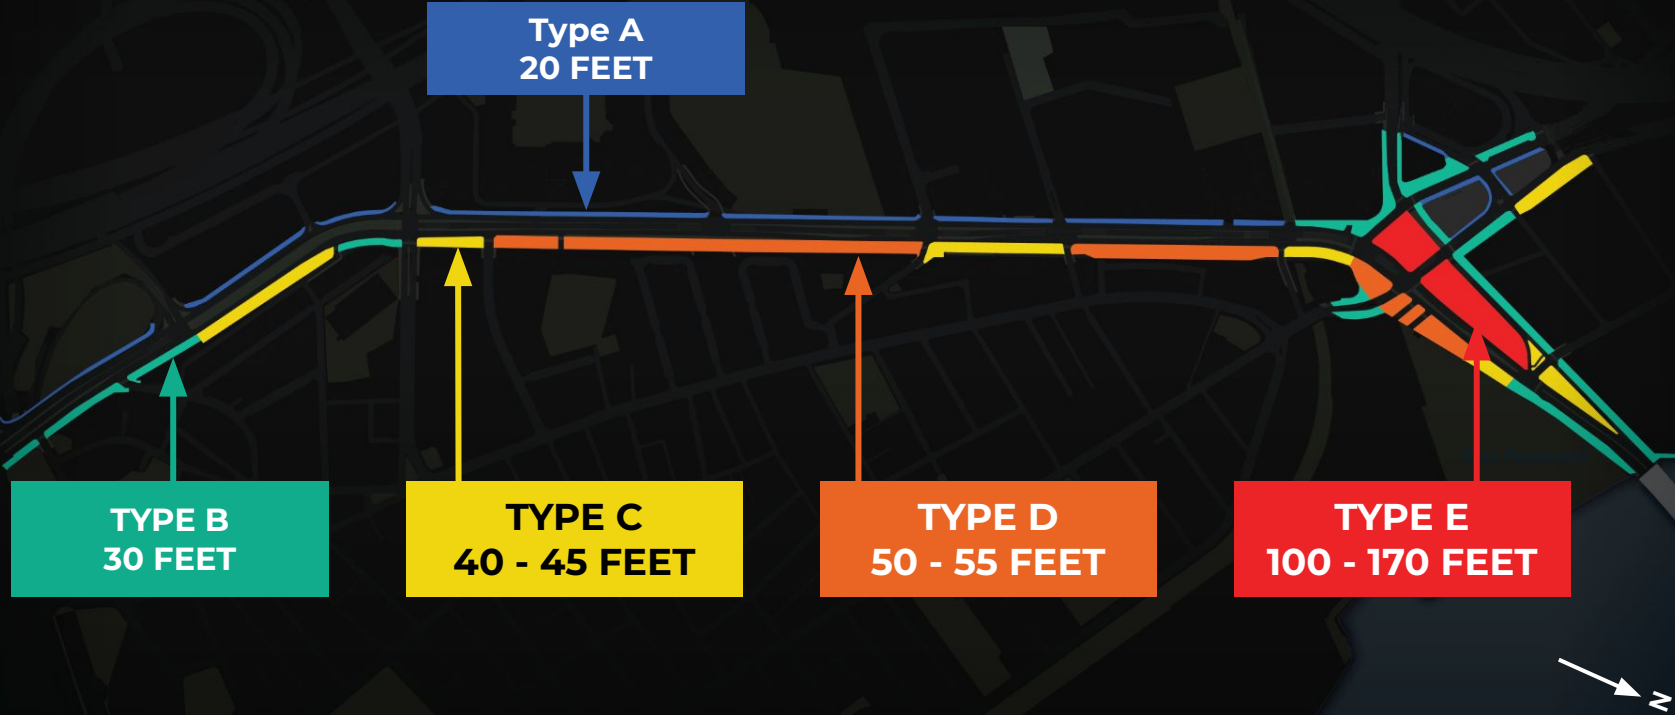 Type A
20 FEET
TYPE B
30 FEET
TYPE C
40 - 45 FEET
TYPE D
50 - 55 FEET
TYPE E
100 - 170 FEET
N